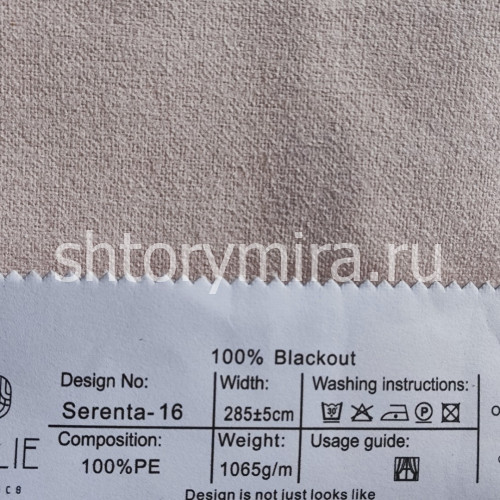 shtorymira.ru
100% Blackout
Design No: Width: Washing instructions:
Serenta-16 285±5cm 30 P
Composition: Weight: Usage guide:
100%PE 1065g/m
LIE
Design is not just looks like